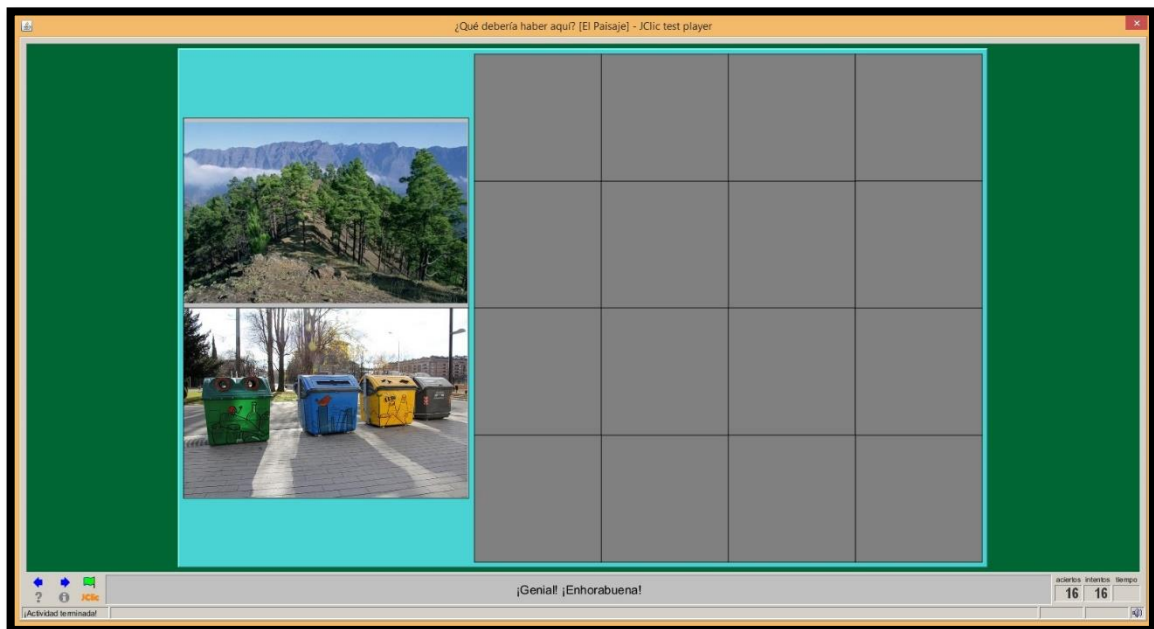 ¿Qué debería haber aquí? [El Paisaje] - JClic test player
¡Genial! ¡Enhorabuena!
aciertos intentos tiempo
16 16
? JClic
¡Actividad terminada!